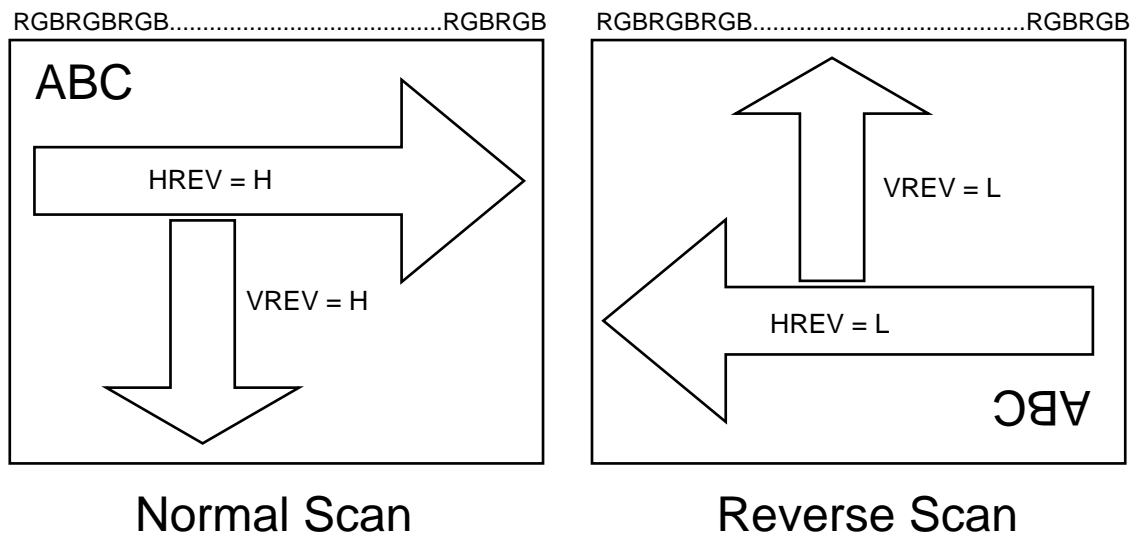 RGBRGBRGB.........................................RGBRGB
ABC
HREV = H
VREV = H
Normal Scan
RGBRGBRGB.........................................RGBRGB
VREV = L
HREV = L
ABC
Reverse Scan